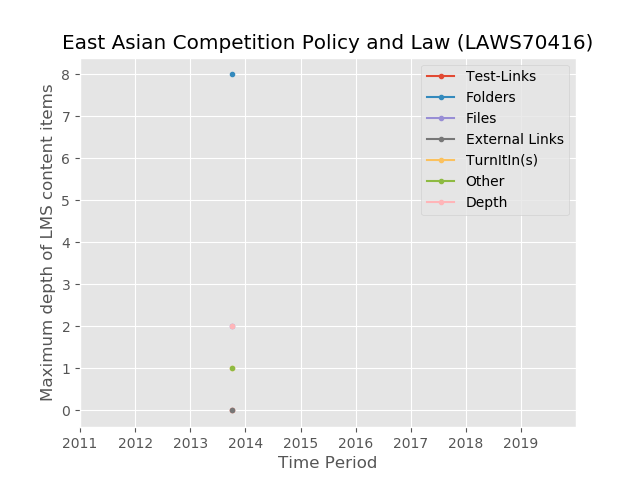 East Asian Competition Policy and Law (LAWS70416)
Maximum depth of LMS content items
8
7
6
5
4
3
2
1
0
Test-Links
Folders
Files
External Links
TurnItIn(s)
Other
Depth
2011 2012 2013 2014 2015 2016 2017 2018 2019
Time Period